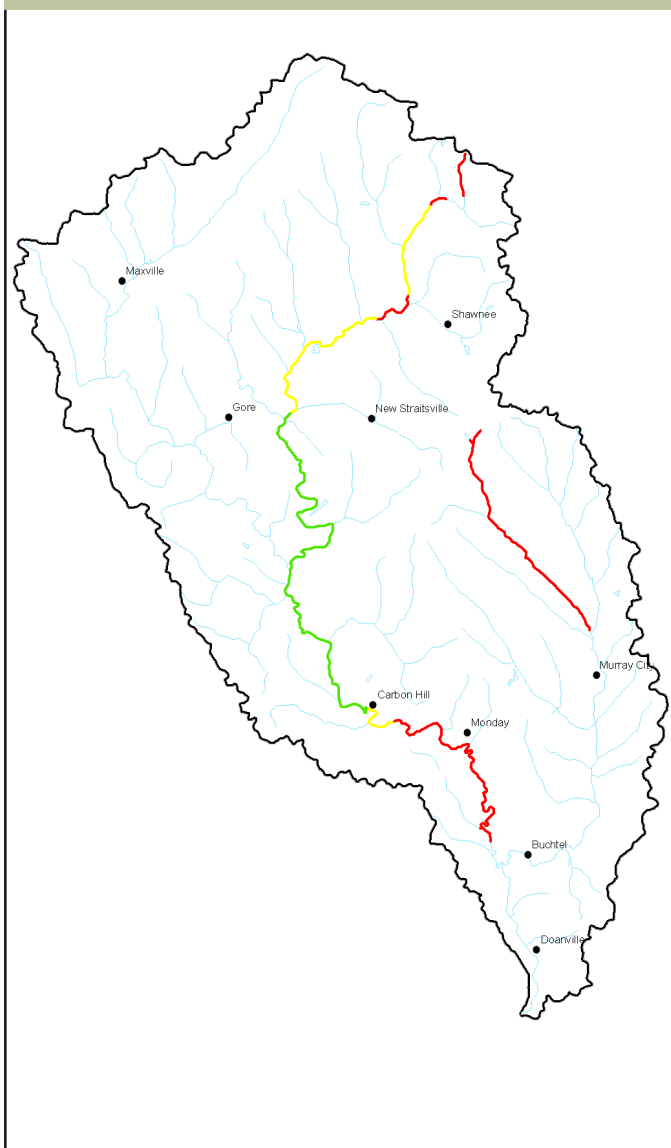 Maxville
Shawnee
Gore
New Straitsville
Murray City
Carbon Hill
Monday
Buchtel
Doanville